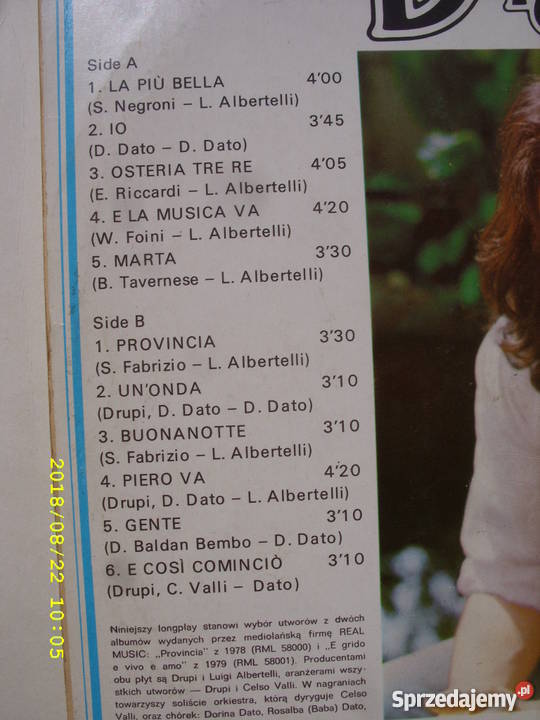 Side A
1. LA PIÙ BELLA 4'00
(S. Negroni – L. Albertelli)
2. IO 3'45
(D. Dato – D. Dato)
3. OSTERIA TRE RE 4'05
(E. Riccardi – L. Albertelli)
4. E LA MUSICA VA 4'20
(W. Foini – L. Albertelli)
5. MARTA 3'30
(B. Tavernese – L. Albertelli)
Side B
1. PROVINCIA 3'30
(S. Fabrizio – L. Albertelli)
2. UN'ONDA 3'10
(Drupi, D. Dato – D. Dato)
3. BUONANOTTE 3'10
(S. Fabrizio – L. Albertelli)
4. PIERO VA 4'20
(Drupi, D. Dato – L. Albertelli)
5. GENTE 3'10
(D. Baldan Bembo – D. Dato)
6. E COSÌ COMINCIÒ 3'10
(Drupi, C. Valli – Dato)
Niniejszy longplay stanowi wybór utworów z dwóch
albumów wydanych przez mediolańską firmę REAL
MUSIC: „Provincia" z 1978 (RML 58000) i „E grido
e vivo e amo" z 1979 (RML 58001). Producentami
obu płyt są Drupi i Luigi Albertelli, aranżerami wszy-
stkich utworów — Drupi i Celso Valli. W nagraniach
towarzyszy soliście orkiestra, którą dyryguje Celso
Valli, oraz chórek: Dorina Dato, Rosalba (Baba) Dato,
2018/08/22 10:05
Sprzedajemy.pl